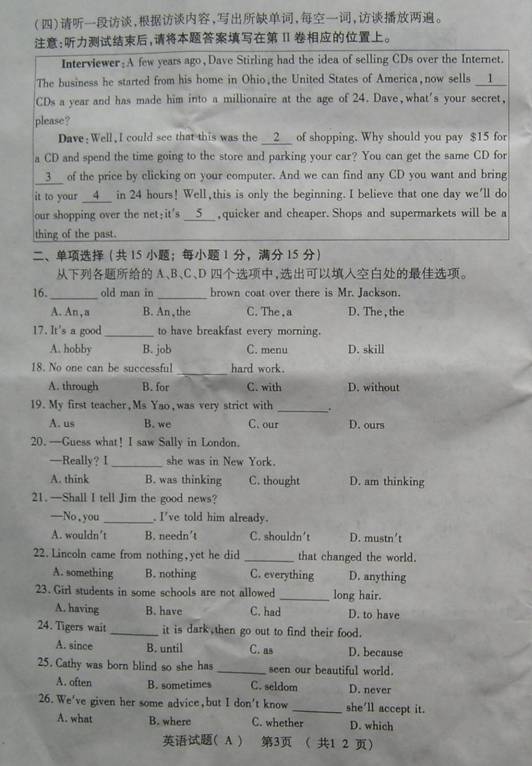 (四)请听一段访谈,根据访谈内容,写出所缺单词,每空一词,访谈播放两遍。
注意:听力测试结束后,请将本题答案填写在第 II 卷相应的位置上。
Interviewer:A few years ago,Dave Stirling had the idea of selling CDs over the Internet.
The business he started from his home in Ohio,the United States of America,now sells 1
CDs a year and has made him into a millionaire at the age of 24. Dave,what's your secret,
please?
Dave:Well,I could see that this was the 2 of shopping. Why should you pay $15 for
a CD and spend the time going to the store and parking your car? You can get the same CD for
3 of the price by clicking on your computer. And we can find any CD you want and bring
it to your 4 in 24 hours! Well,this is only the beginning. I believe that one day we'll do
our shopping over the net;it's 5 ,quicker and cheaper. Shops and supermarkets will be a
thing of the past.
二、单项选择(共 15 小题;每小题 1 分,满分 15 分)
从下列各题所给的 A、B、C、D 四个选项中,选出可以填入空白处的最佳选项。
16. ________ old man in ________ brown coat over there is Mr. Jackson.
A. An,a B. An,the C. The,a D. The,the
17. It's a good ________ to have breakfast every morning.
A. hobby B. job C. menu D. skill
18. No one can be successful ________ hard work.
A. through B. for C. with D. without
19. My first teacher,Ms Yao,was very strict with ________.
A. us B. we C. our D. ours
20. —Guess what! I saw Sally in London.
—Really? I ________ she was in New York.
A. think B. was thinking C. thought D. am thinking
21. —Shall I tell Jim the good news?
—No,you ________. I've told him already.
A. wouldn't B. needn't C. shouldn't D. mustn't
22. Lincoln came from nothing,yet he did ________ that changed the world.
A. something B. nothing C. everything D. anything
23. Girl students in some schools are not allowed ________ long hair.
A. having B. have C. had D. to have
24. Tigers wait ________ it is dark,then go out to find their food.
A. since B. until C. as D. because
25. Cathy was born blind so she has ________ seen our beautiful world.
A. often B. sometimes C. seldom D. never
26. We've given her some advice,but I don't know ________ she'll accept it.
A. what B. where C. whether D. which
英语试题( A ) 第3页 ( 共1 2 页)